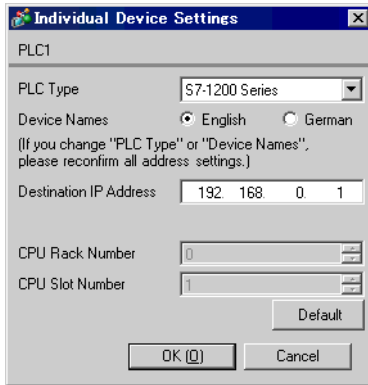 Individual Device Settings
PLC1
PLC Type S7-1200 Series
Device Names English German
(If you change "PLC Type" or "Device Names",
please reconfirm all address settings.)
Destination IP Address 192. 168. 0. 1
CPU Rack Number 0
CPU Slot Number 1
Default
OK (O) Cancel